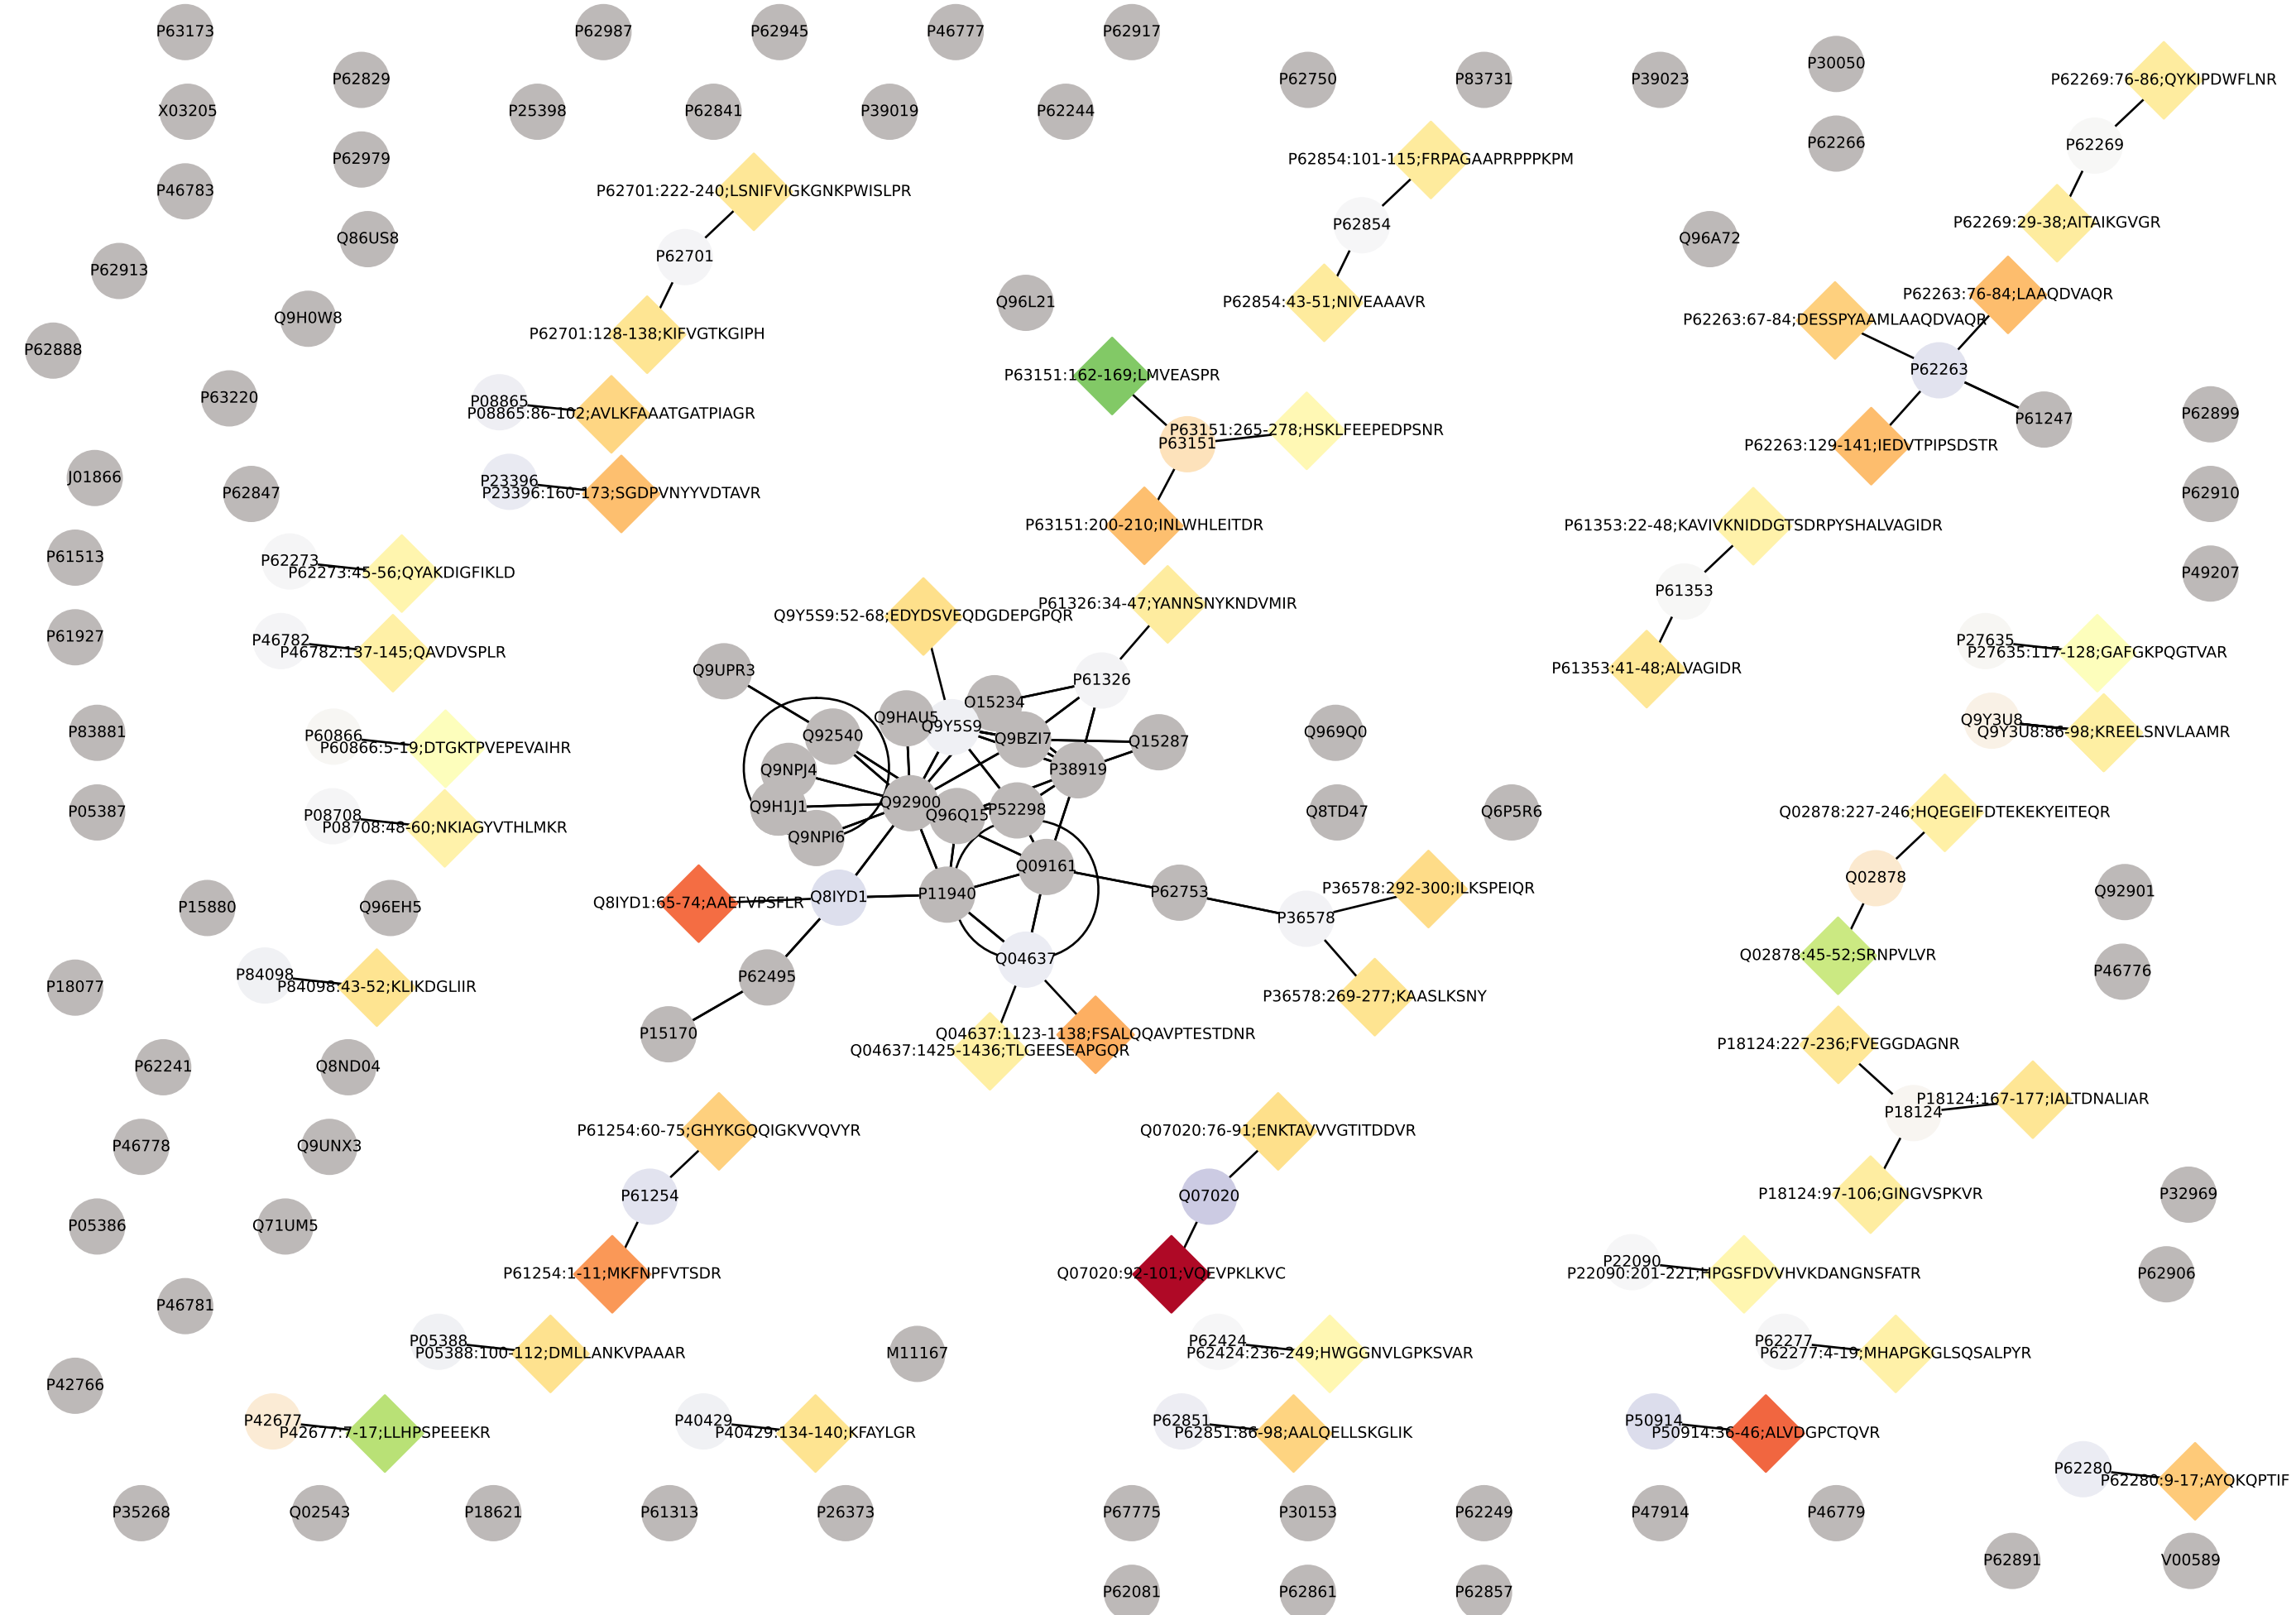 P63173
P62987
P62945
P46777
P62917
P30050
P62829
P62750
P83731
P39023
P62269:76-86;QYKIPDWFLNR
X03205
P25398
P62841
P39019
P62244
P62266
P62269
P62979
P62854:101-115;FRPAGAAPRPPPKPM
P46783
P62701:222-240;LSNIFVIGKGNKPWISLPR
P62854
P62269:29-38;AITAIKGVGR
Q86US8
Q96A72
P62701
P62913
P62263:76-84;LAAQDVAQR
Q96L21
P62854:43-51;NIVEAAAVR
Q9H0W8
P62263:67-84;DESSPYAAMLAAQDVAQR
P62701:128-138;KIFVGTKGIPH
P62888
P63151:162-169;LMVEASPR
P62263
P63220
P08865
P08865:86-102;AVLKFAAATGATPIAGR
P61247
P62899
P63151:265-278;HSKLFEEPEDPSNR
P63151
P62263:129-141;IEDVTPIPSDSTR
J01866
P62847
P23396
P23396:160-173;SGDPVNYYVDTAVR
P62910
P63151:200-210;INLWHLEITDR
P61353:22-48;KAVIVKNIDDGTSDRPYSHALVAGIDR
P61513
P62273
P62273:45-56;QYAKDIGFIKLD
P49207
P61353
P61326:34-47;YANNSNYKNDVMIR
Q9Y5S9:52-68;EDYDSVEQDGDEPGPQR
P61927
P46782
P46782:137-145;QAVDVSPLR
P27635
P27635:117-128;GAFGKPQGTVAR
P61353:41-48;ALVAGIDR
Q9UPR3
P61326
O15234
Q9HAU5
Q9Y5S9
P83881
P60866
P60866:5-19;DTGKTPVEPEVAIHR
Q92540
Q9BZI7
Q15287
Q969Q0
Q9Y3U8
Q9Y3U8:86-98;KREELSNVLAAMR
Q9NPJ4
P38919
P05387
P08708
P08708:48-60;NKIAGYVTHLMKR
Q9H1J1
Q92900
Q96Q15
P52298
Q8TD47
Q6P5R6
Q02878:227-246;HQEGEIFDTEKEKYEITEQR
Q9NPI6
Q09161
Q02878
P15880
Q96EH5
Q8IYD1:65-74;AAEFVPSFLR
Q8IYD1
P11940
P62753
P36578:292-300;ILKSPEIQR
Q92901
P36578
P18077
P84098
P84098:43-52;KLIKDGLIIR
P62495
Q04637
Q02878:45-52;SRNPVLVR
P46776
P36578:269-277;KAASLKSNY
P15170
Q04637:1123-1138;FSALQQAVPTESTDNR
Q04637:1425-1436;TLGEESEAPGQR
P18124:227-236;FVEGGDAGNR
P62241
Q8ND04
P18124:167-177;IALTDNALIAR
P18124
P46778
Q9UNX3
P61254:60-75;GHYKGQQIGKVVQVYR
Q07020:76-91;ENKTAVVVGTITDDVR
P61254
Q07020
P18124:97-106;GINGVSPKVR
P32969
P05386
Q71UM5
P61254:1-11;MKFNPFVTSDR
Q07020:92-101;VQEVPKLKVC
P22090
P22090:201-221;HPGSFDVVHVKDANGNSFATR
P62906
P46781
P05388
P05388:100-112;DMLLANKVPAAAR
M11167
P62424
P62424:236-249;HWGGNVLGPKSVAR
P62277
P62277:4-19;MHAPGKGLSQSALPYR
P42766
P42677
P42677:7-17;LLHPSPEEEKR
P40429
P40429:134-140;KFAYLGR
P62851
P62851:86-98;AALQELLSKGLIK
P50914
P50914:36-46;ALVDGPCTQVR
P62280
P62280:9-17;AYQKQPTIF
P35268
Q02543
P18621
P61313
P26373
P67775
P30153
P62249
P47914
P46779
P62891
V00589
P62081
P62861
P62857